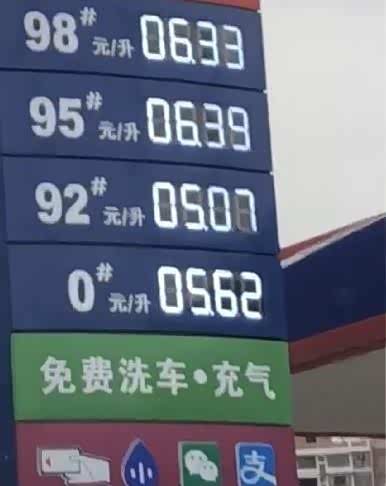 98# 元/升 06.33
95# 元/升 06.39
92# 元/升 05.07
0# 元/升 05.62
免费洗车·充气
支